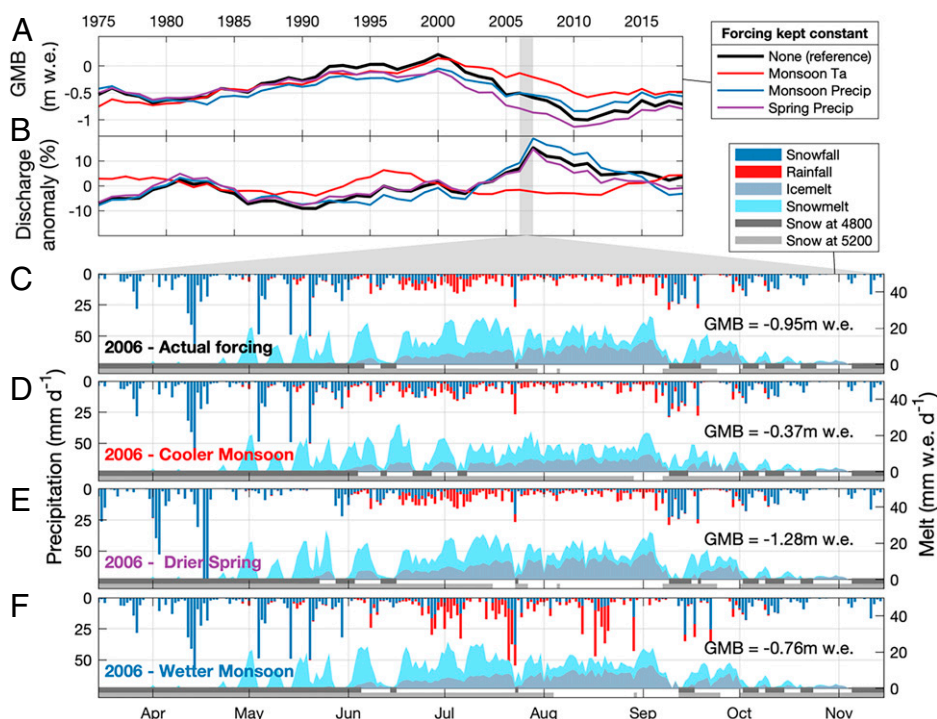 1975 1980 1985 1990 1995 2000 2005 2010 2015
A
GMB
(m w.e.)
0
-0.5
-1
Forcing kept constant
None (reference)
Monsoon Ta
Monsoon Precip
Spring Precip
B
Discharge
anomaly (%)
10
0
-10
Snowfall
Rainfall
Icemelt
Snowmelt
Snow at 4800
Snow at 5200
C
0
25
50
40
20
0
GMB = -0.95m w.e.
2006 - Actual forcing
D
0
25
50
40
20
0
GMB = -0.37m w.e.
2006 - Cooler Monsoon
E
0
25
50
40
20
0
GMB = -1.28m w.e.
2006 - Drier Spring
F
0
25
50
40
20
0
GMB = -0.76m w.e.
2006 - Wetter Monsoon
Precipitation (mm d⁻¹)
Melt (mm w.e. d⁻¹)
Apr May Jun Jul Aug Sep Oct Nov